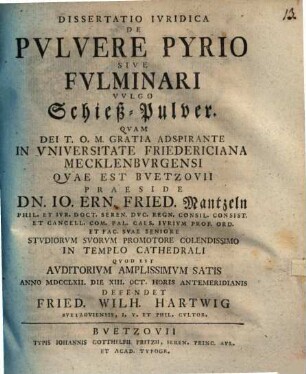 13.
DISSERTATIO IVRIDICA
DE
PVLVERE PYRIO
SIVE
FVLMINARI
VVLGO
Schieß-Pulver.
QVAM
DEI T. O. M. GRATIA ADSPIRANTE
IN VNIVERSITATE FRIEDERICIANA
MECKLENBVRGENSI
QVAE EST BVETZOVII
PRAESIDE
DN. IO. ERN. FRIED. Mantzeln
PHIL. ET IVR. DOCT. SEREN. DVC. REGN. CONSIL. CONSIST.
ET CANCELL. COM. PAL. CAES. IVRIVM PROF. ORD.
ET FAC. SVAE SENIORE
STVDIORVM SVORVM PROMOTORE COLENDISSIMO
IN TEMPLO CATHEDRALI
QVOD EST
AVDITORIVM AMPLISSIMVM SATIS
ANNO MDCCLXII. DIE XIII. OCT. HORIS ANTEMERIDIANIS
DEFENDET
FRIED. WILH. HARTWIG
BVETZOVIENSIS, I. V. ET PHIL. CVLTOR.
BVETZOVII
TYPIS IOHANNIS GOTTHELFII FRITZII, SEREN. PRINC. AVL.
ET ACAD. TYPOGR.